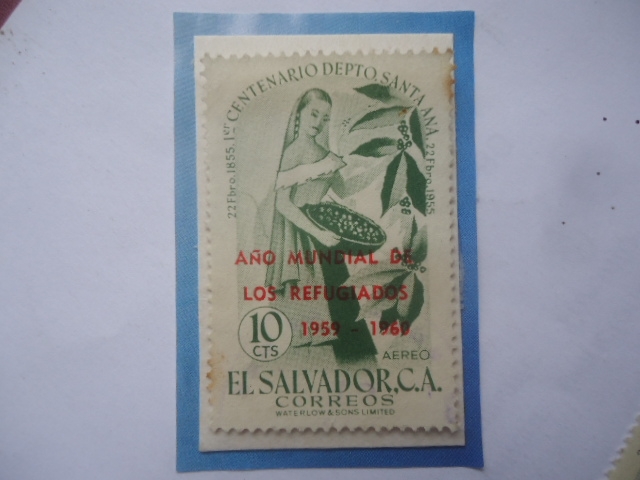 22 Fbro. 1855. 1er CENTENARIO DEPTO. SANTA ANA. 22 Fbro. 1955
AÑO MUNDIAL DE
LOS REFUGIADOS
1959 - 1960
10
CTS
AEREO
EL SALVADOR, C.A.
CORREOS
WATERLOW & SONS LIMITED